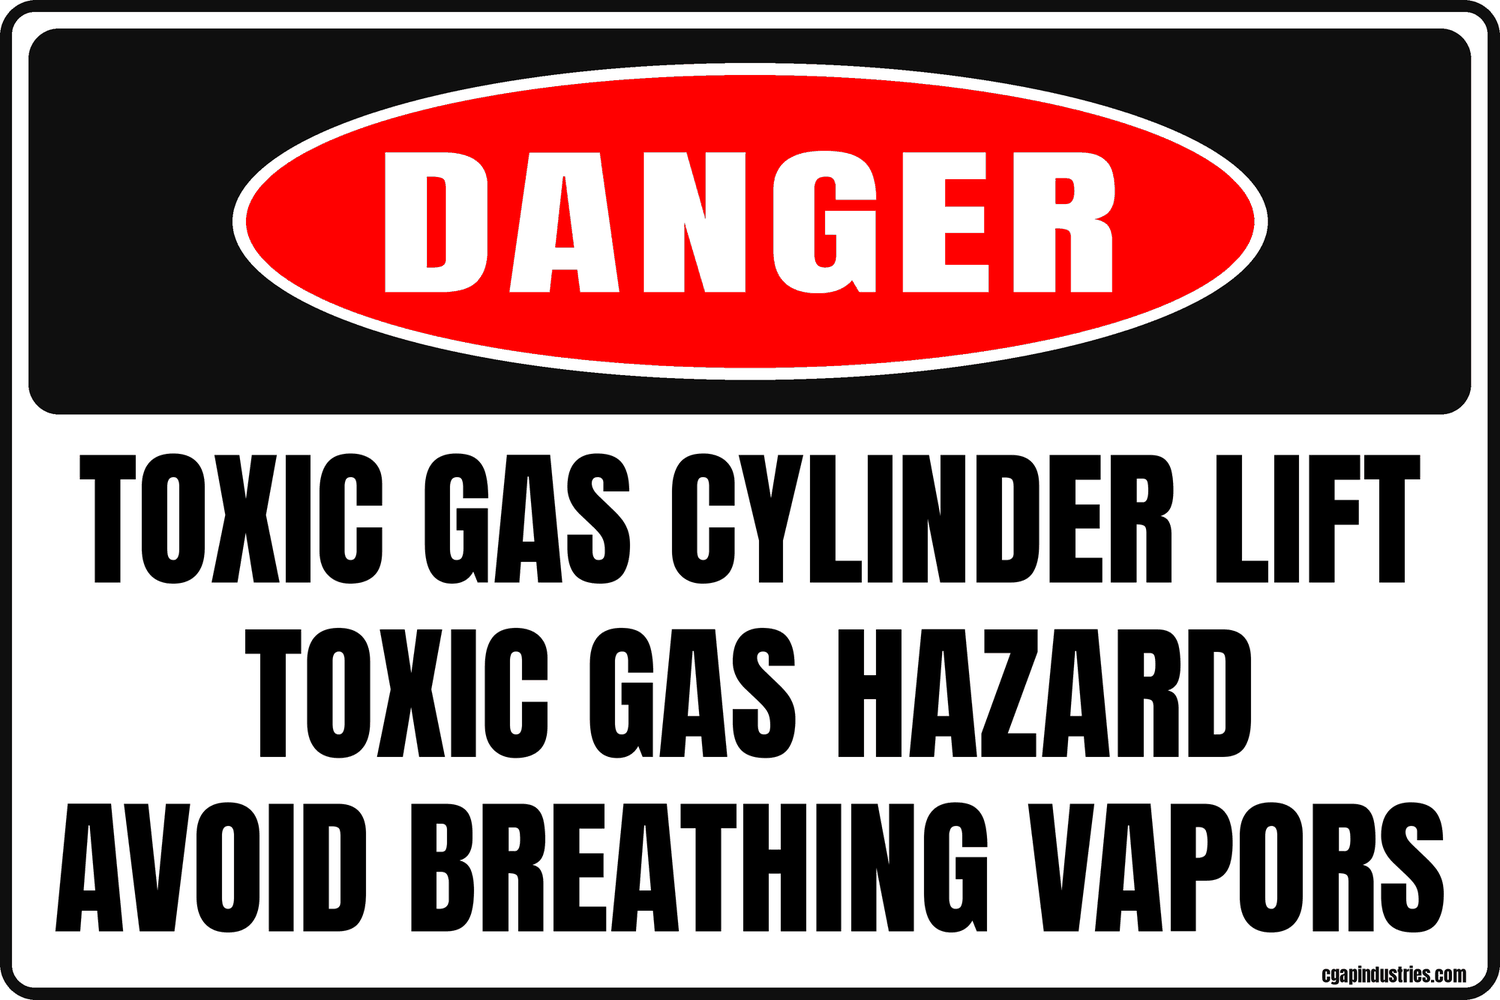 DANGER
TOXIC GAS CYLINDER LIFT
TOXIC GAS HAZARD
AVOID BREATHING VAPORS
cgapindustries.com